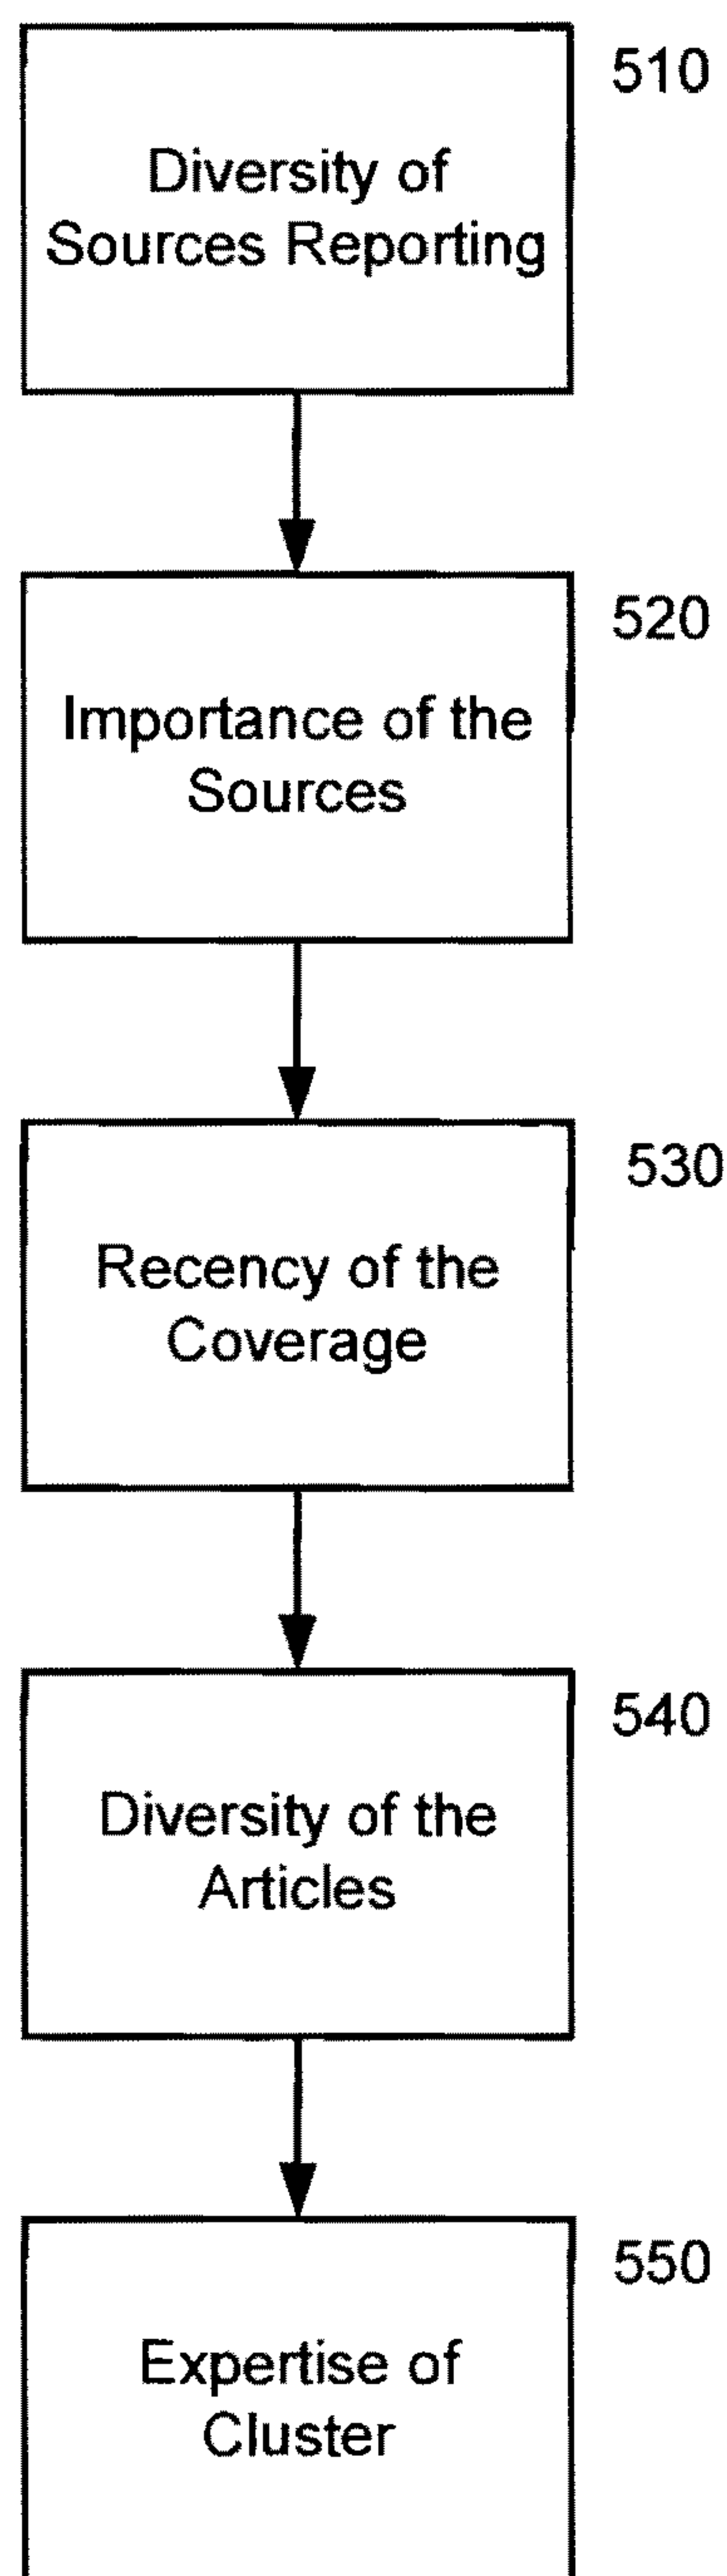 510
Diversity of
Sources Reporting
520
Importance of the
Sources
530
Recency of the
Coverage
540
Diversity of the
Articles
550
Expertise of
Cluster